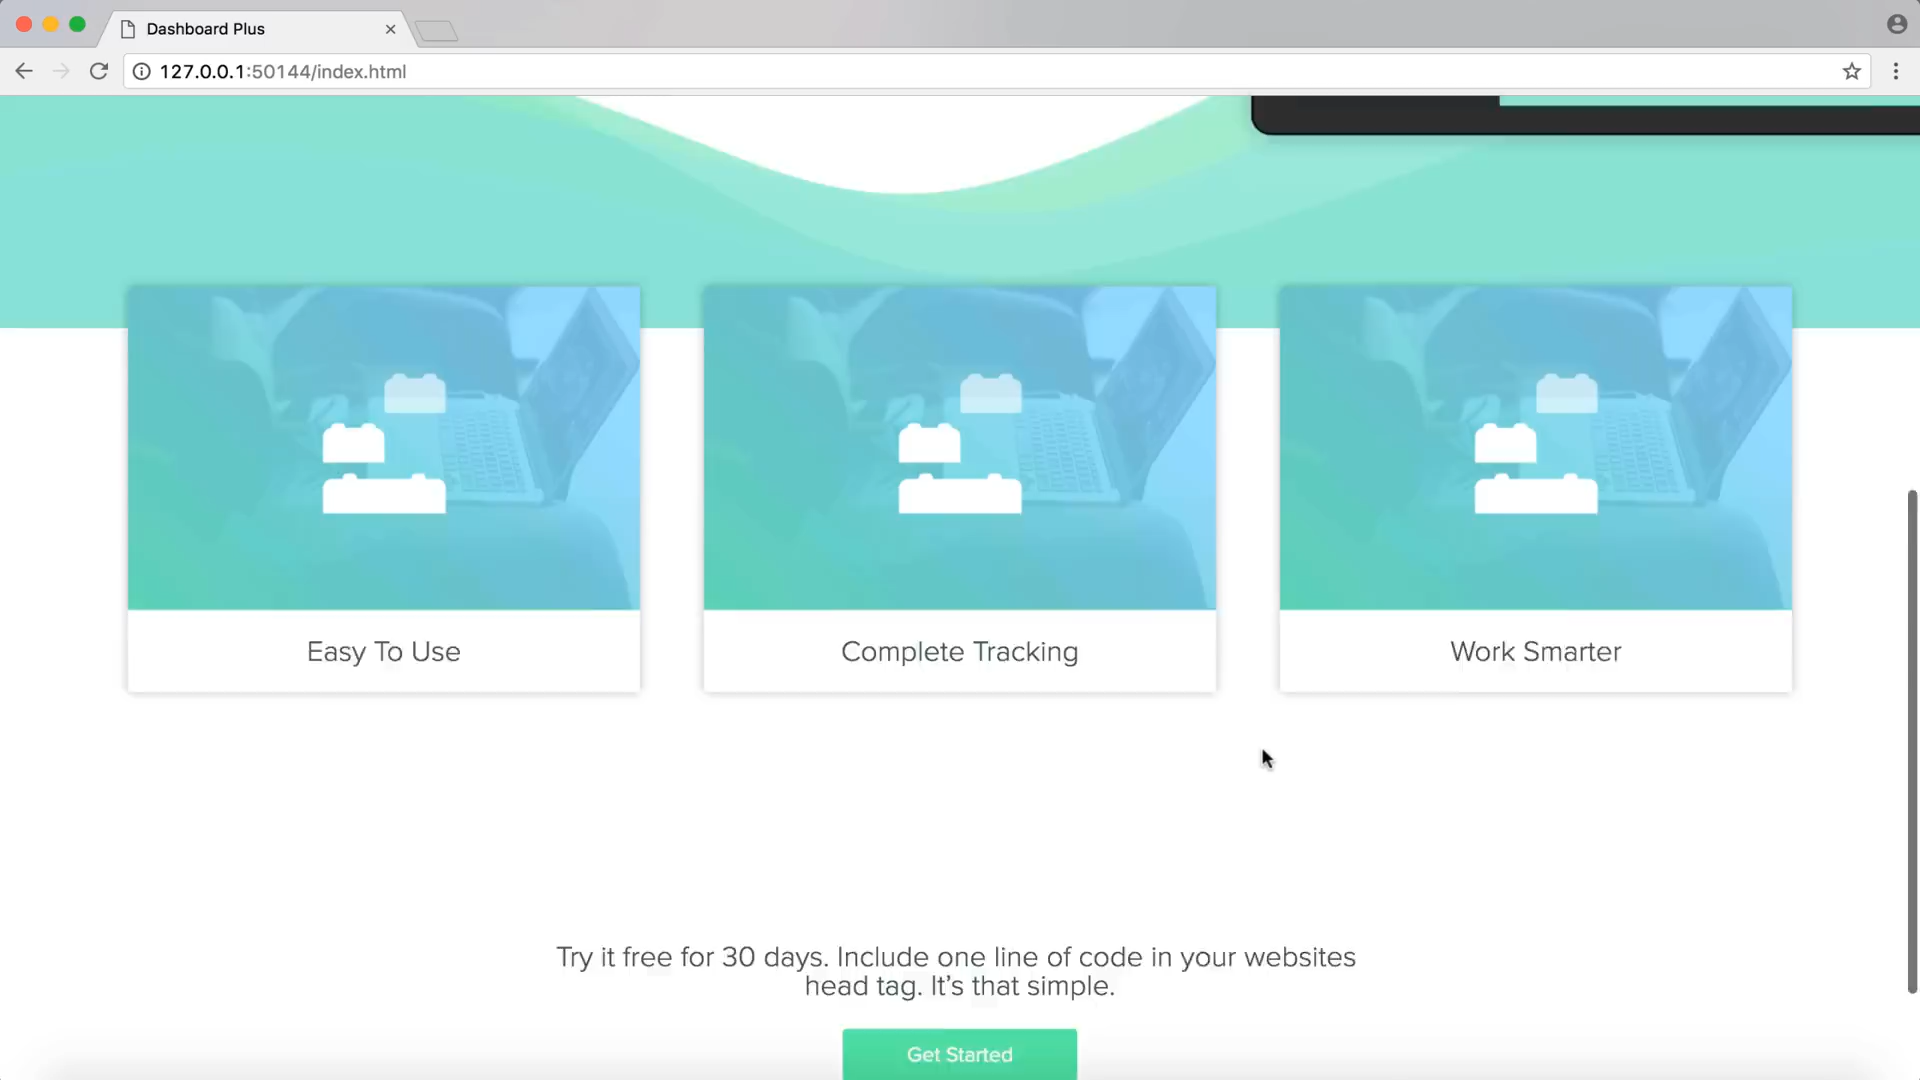 Dashboard Plus
127.0.0.1:50144/index.html
Easy To Use
Complete Tracking
Work Smarter
Try it free for 30 days. Include one line of code in your websites
head tag. It's that simple.
Get Started